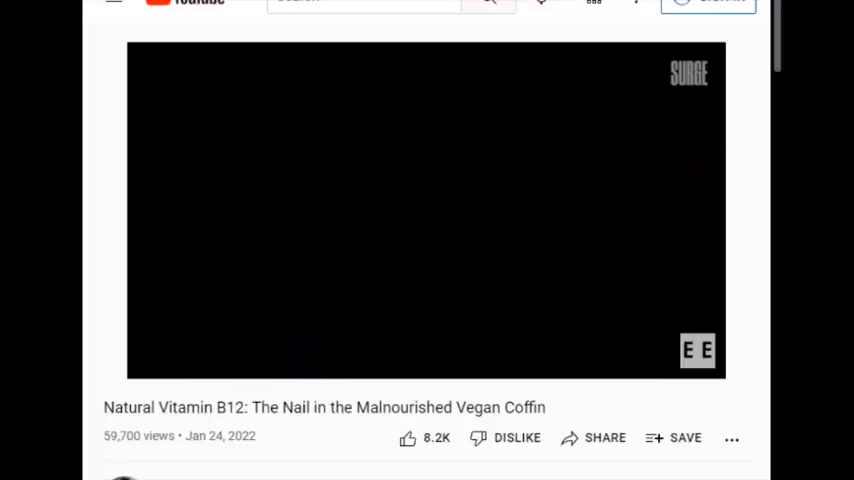 SURGE
E E
Natural Vitamin B12: The Nail in the Malnourished Vegan Coffin
59,700 views • Jan 24, 2022
8.2K DISLIKE SHARE SAVE ...